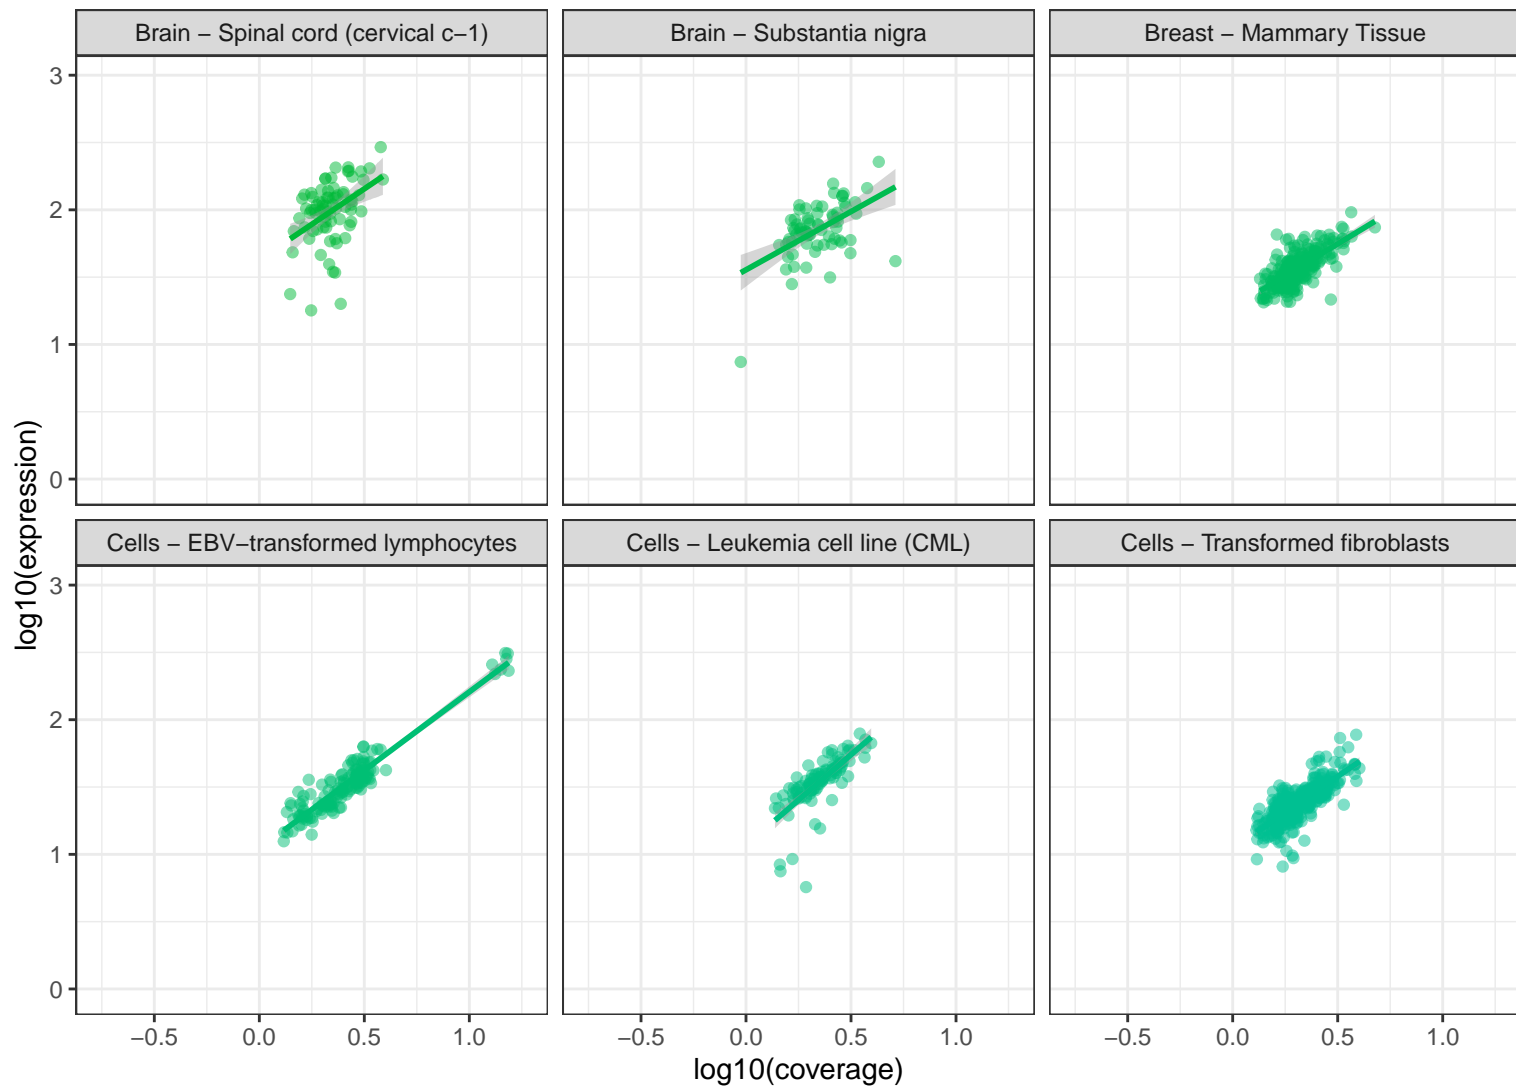 Brain − Spinal cord (cervical c−1)
Brain − Substantia nigra
Breast − Mammary Tissue
3
2
1
0
Cells − EBV−transformed lymphocytes
Cells − Leukemia cell line (CML)
Cells − Transformed fibroblasts
3
2
1
0
log10(expression)
−0.5 0.0 0.5 1.0
−0.5 0.0 0.5 1.0
−0.5 0.0 0.5 1.0
log10(coverage)